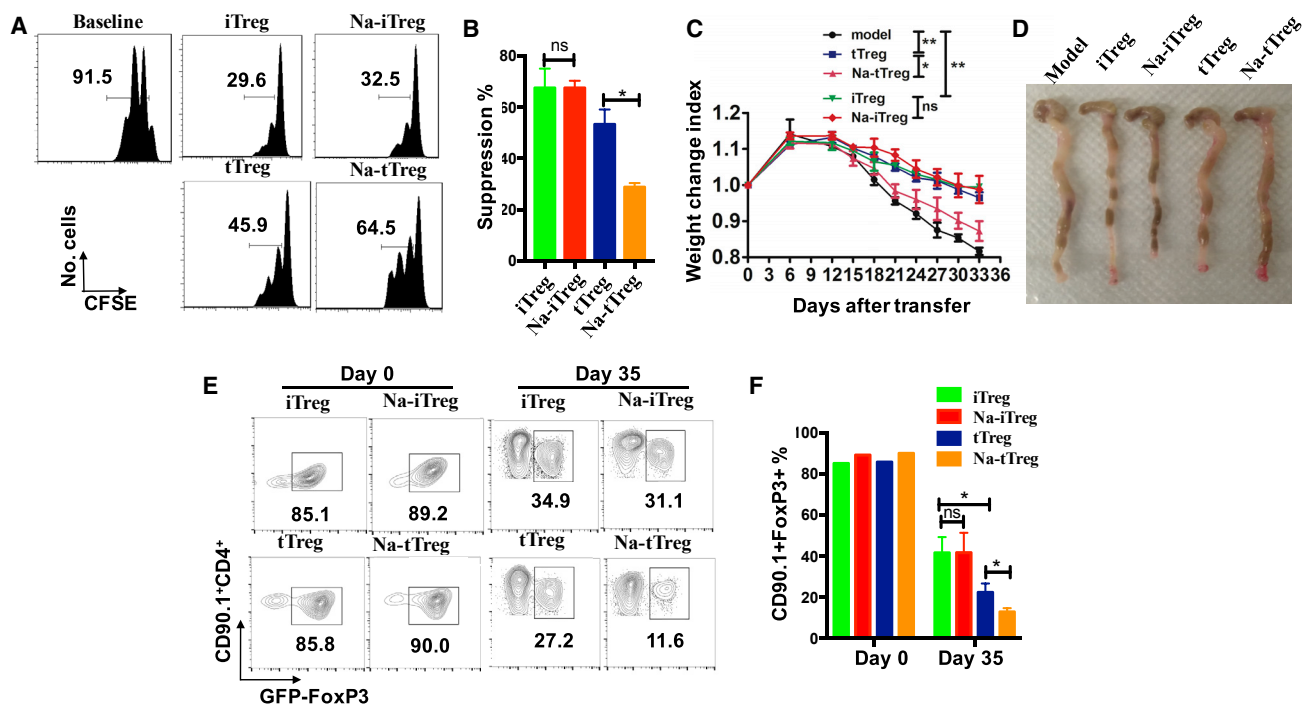 A
Baseline
iTreg
Na-iTreg
91.5
29.6
32.5
tTreg
Na-tTreg
45.9
64.5
No. cells
CFSE
B
Suppression %
80
60
40
20
0
ns
*
iTreg
Na-iTreg
tTreg
Na-tTreg
C
model
tTreg
Na-tTreg
iTreg
Na-iTreg
**
*
**
ns
Weight change index
1.2
1.1
1.0
0.9
0.8
0 3 6 9 12 15 18 21 24 27 30 33 36
Days after transfer
D
Model
iTreg
Na-iTreg
tTreg
Na-tTreg
E
Day 0
Day 35
iTreg
Na-iTreg
iTreg
Na-iTreg
85.1
89.2
34.9
31.1
tTreg
Na-tTreg
tTreg
Na-tTreg
85.8
90.0
27.2
11.6
CD90.1+CD4+
GFP-FoxP3
F
iTreg
Na-iTreg
tTreg
Na-tTreg
CD90.1+FoxP3+ %
100
80
60
40
20
0
*
ns
*
Day 0
Day 35